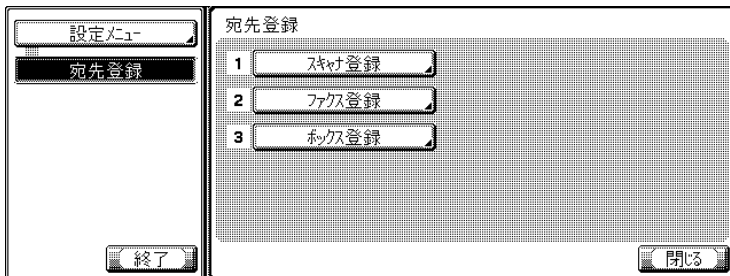 設定ﾒﾆｭｰ
宛先登録
終了
宛先登録
1 ｽｷｬﾅ登録
2 ﾌｧｸｽ登録
3 ﾎﾞｯｸｽ登録
閉じる